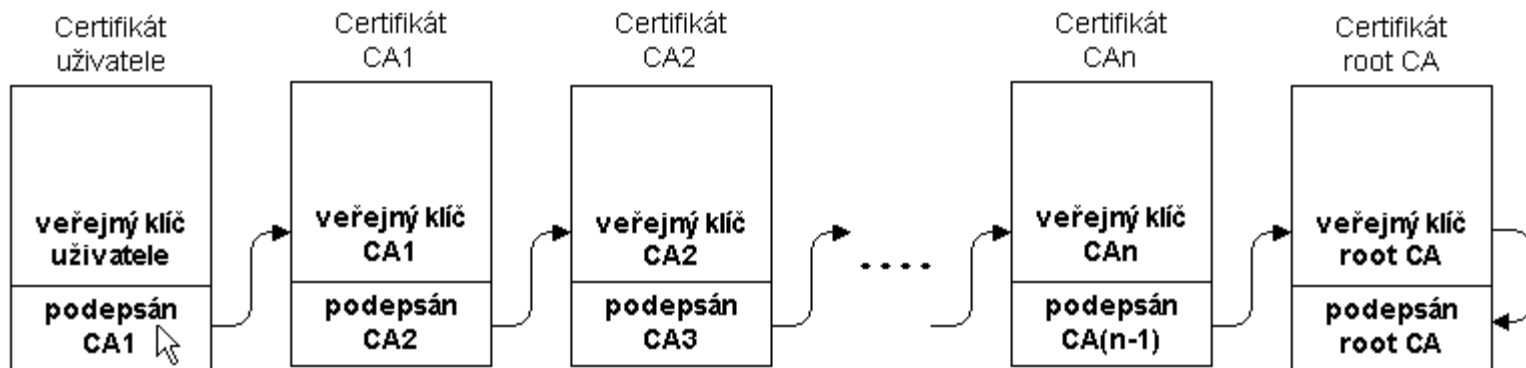 Certifikát
uživatele
veřejný klíč
uživatele
podepsán
CA1
Certifikát
CA1
veřejný klíč
CA1
podepsán
CA2
Certifikát
CA2
veřejný klíč
CA2
podepsán
CA3
....
Certifikát
CAn
veřejný klíč
CAn
podepsán
CA(n-1)
Certifikát
root CA
veřejný klíč
root CA
podepsán
root CA